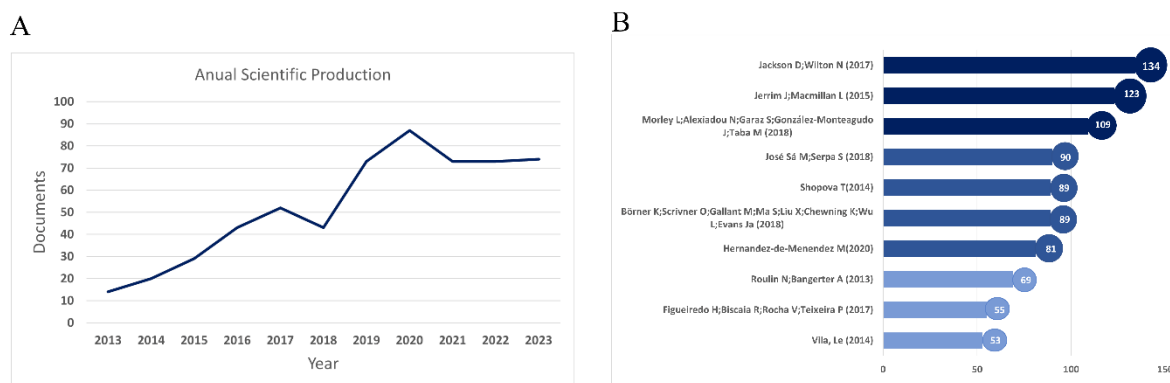 A
Anual Scientific Production
Documents
100
90
80
70
60
50
40
30
20
10
0
2013 2014 2015 2016 2017 2018 2019 2020 2021 2022 2023
Year
B
Jackson D;Wilton N (2017) 134
Jerrim J;Macmillan L (2015) 123
Morley L;Alexiadou N;Garaz S;González-Monteagudo
J;Taba M (2018) 109
José Sá M;Serpa S (2018) 90
Shopova T(2014) 89
Börner K;Scrivner O;Gallant M;Ma S;Liu X;Chewning K;Wu
L;Evans Ja (2018) 89
Hernandez-de-Menendez M(2020) 81
Roulin N;Bangerter A (2013) 69
Figueiredo H;Biscaia R;Rocha V;Teixeira P (2017) 55
Vila, Le (2014) 53
0 100 150